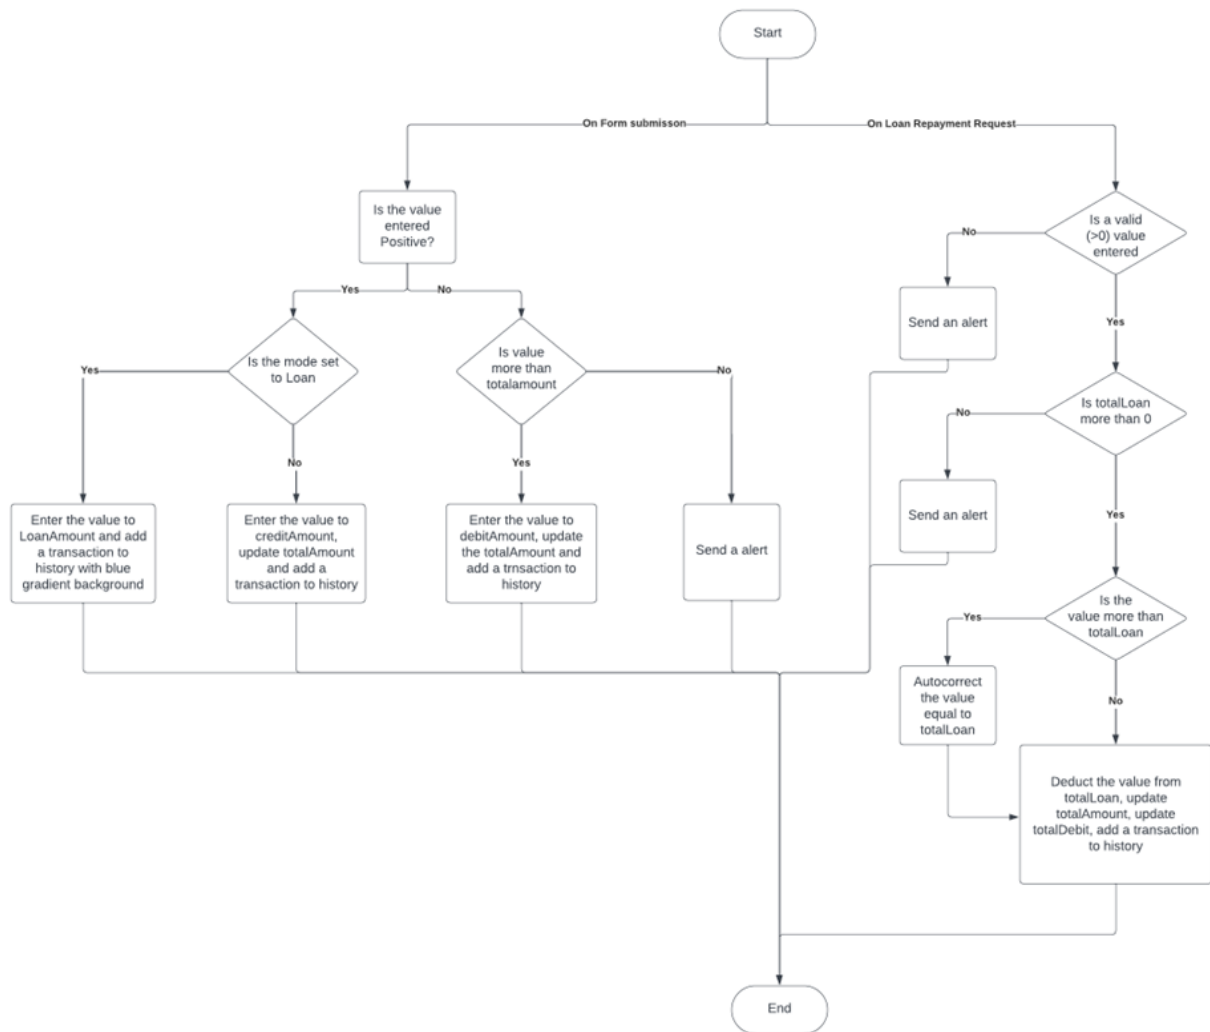 Start
On Form submisson
On Loan Repayment Request
Is the value
entered
Positive?
Is a valid
(>0) value
entered
No
Yes
No
Send an alert
Yes
Is the mode set
to Loan
Is value
more than
totalamount
Yes
No
Is totalLoan
more than 0
No
No
Yes
Send an alert
Yes
Enter the value to
LoanAmount and add
a transaction to
history with blue
gradient background
Enter the value to
creditAmount,
update totalAmount
and add a
transaction to history
Enter the value to
debitAmount, update
the totalAmount and
add a trnsaction to
history
Send a alert
Is the
value more than
totalLoan
Yes
Autocorrect
the value
equal to
totalLoan
No
Deduct the value from
totalLoan, update
totalAmount, update
totalDebit, add a transaction
to history
End